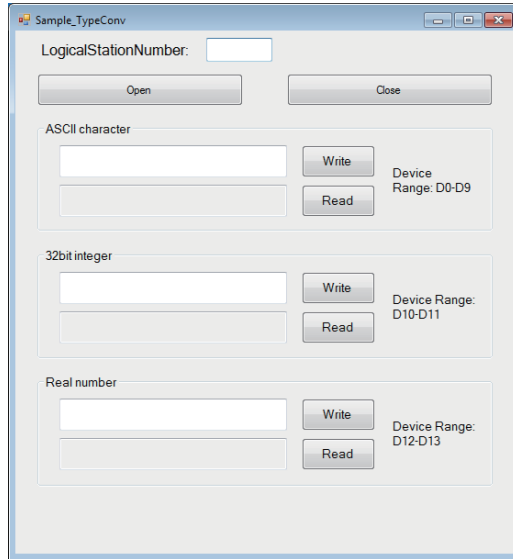 Sample_TypeConv
LogicalStationNumber:
Open
Close
ASCII character
Write
Read
Device
Range: D0-D9
32bit integer
Write
Read
Device Range:
D10-D11
Real number
Write
Read
Device Range:
D12-D13